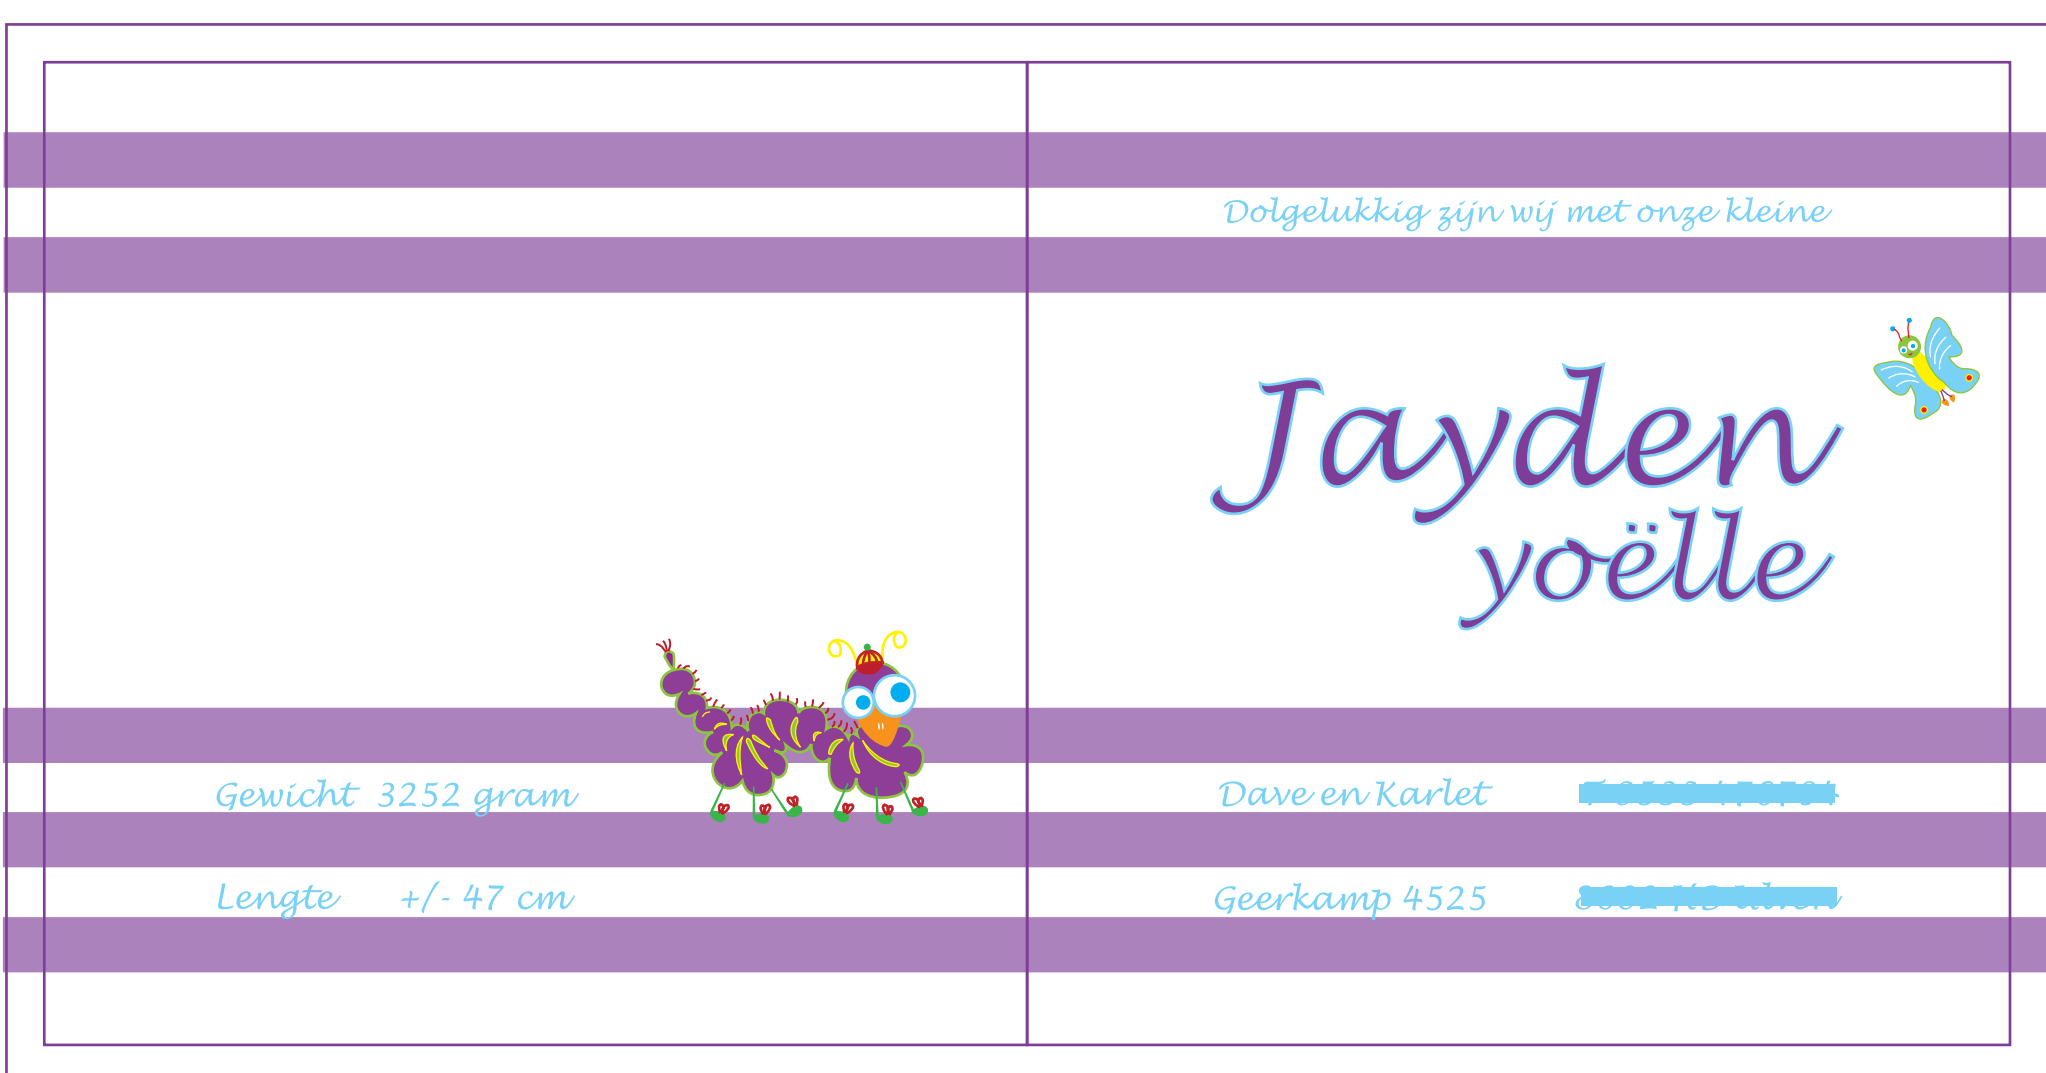 Gewicht 3252 gram
Lengte +/- 47 cm
Dolgelukkig zijn wij met onze kleine
Jayden
yoëlle
Dave en Karlet
Geerkamp 4525